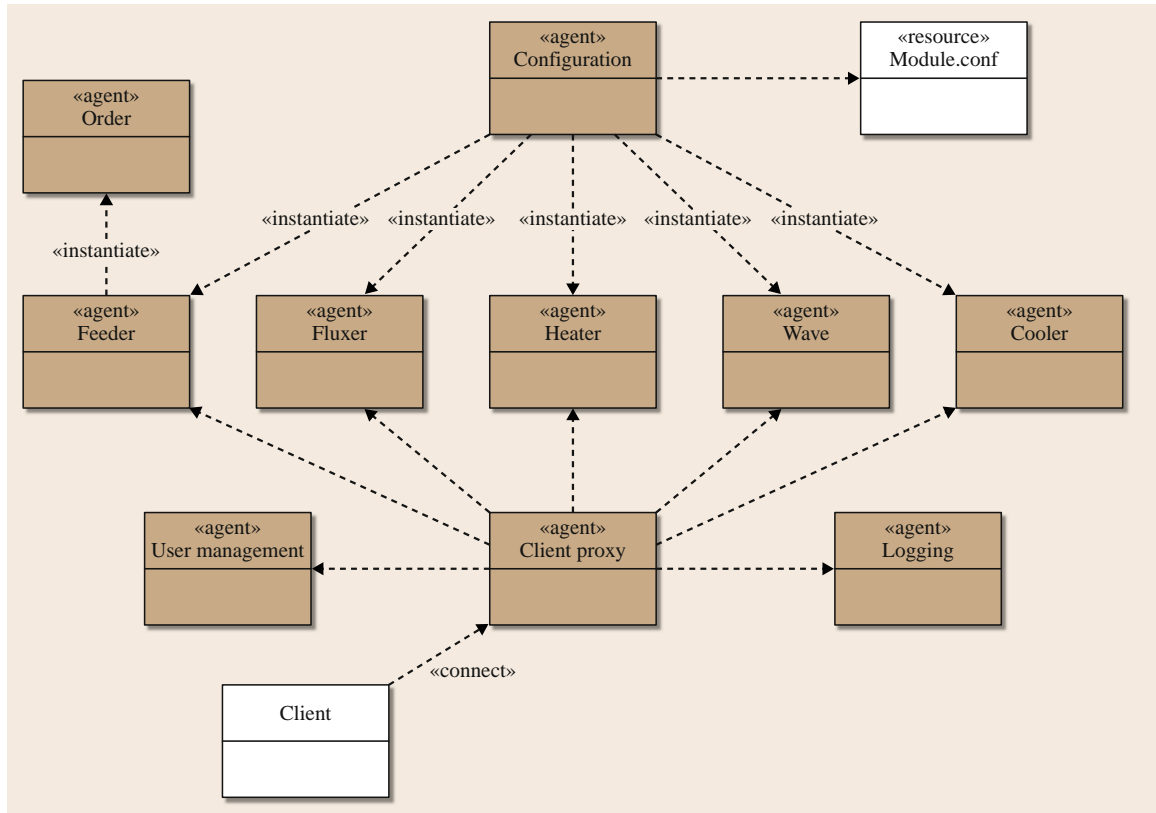 «agent»
Configuration
«resource»
Module.conf
«agent»
Order
«instantiate»
«instantiate»
«instantiate»
«instantiate»
«instantiate»
«instantiate»
«agent»
Feeder
«agent»
Fluxer
«agent»
Heater
«agent»
Wave
«agent»
Cooler
«agent»
User management
«agent»
Client proxy
«agent»
Logging
«connect»
Client